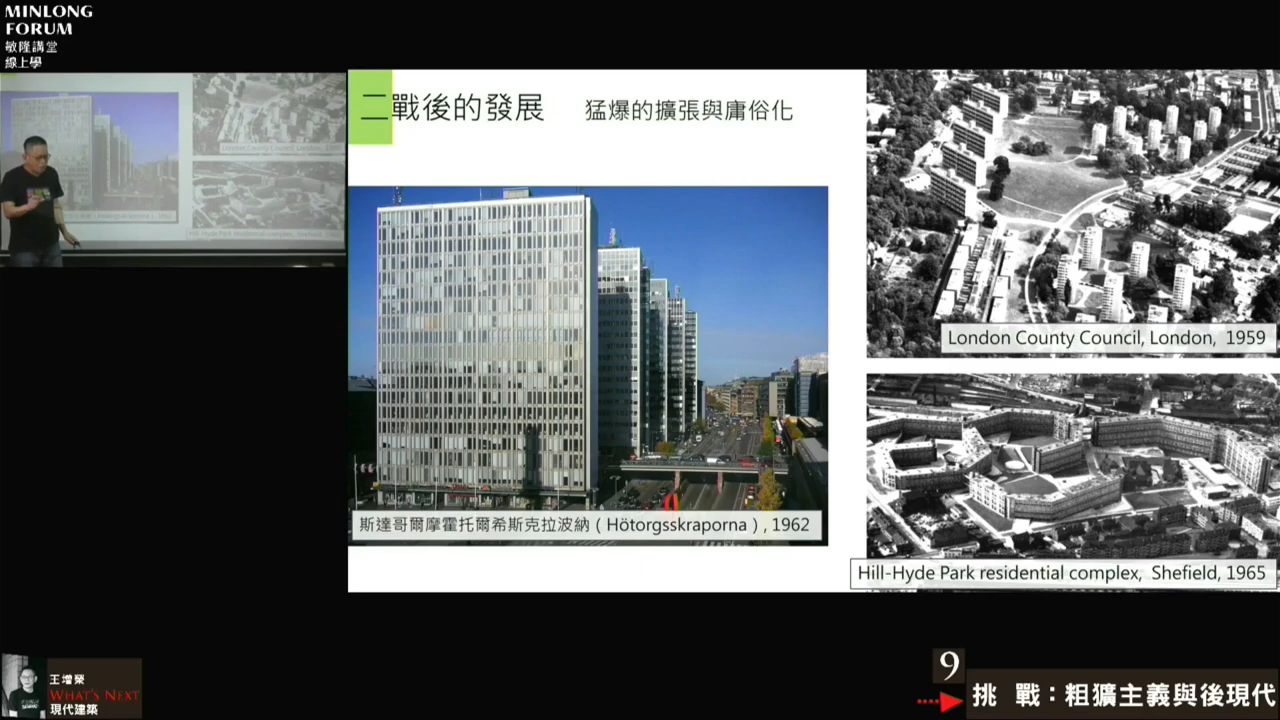 MINLONG
FORUM
敏隆講堂
線上學
二戰後的發展
猛爆的擴張與庸俗化
London County Council, London, 1959
斯達哥爾摩霍托爾希斯克拉波納（Hötorgsskraporna）, 1962
Hill-Hyde Park residential complex, Shefield, 1965
王增榮
WHAT'S NEXT
現代建築
9
挑 戰：粗獷主義與後現代